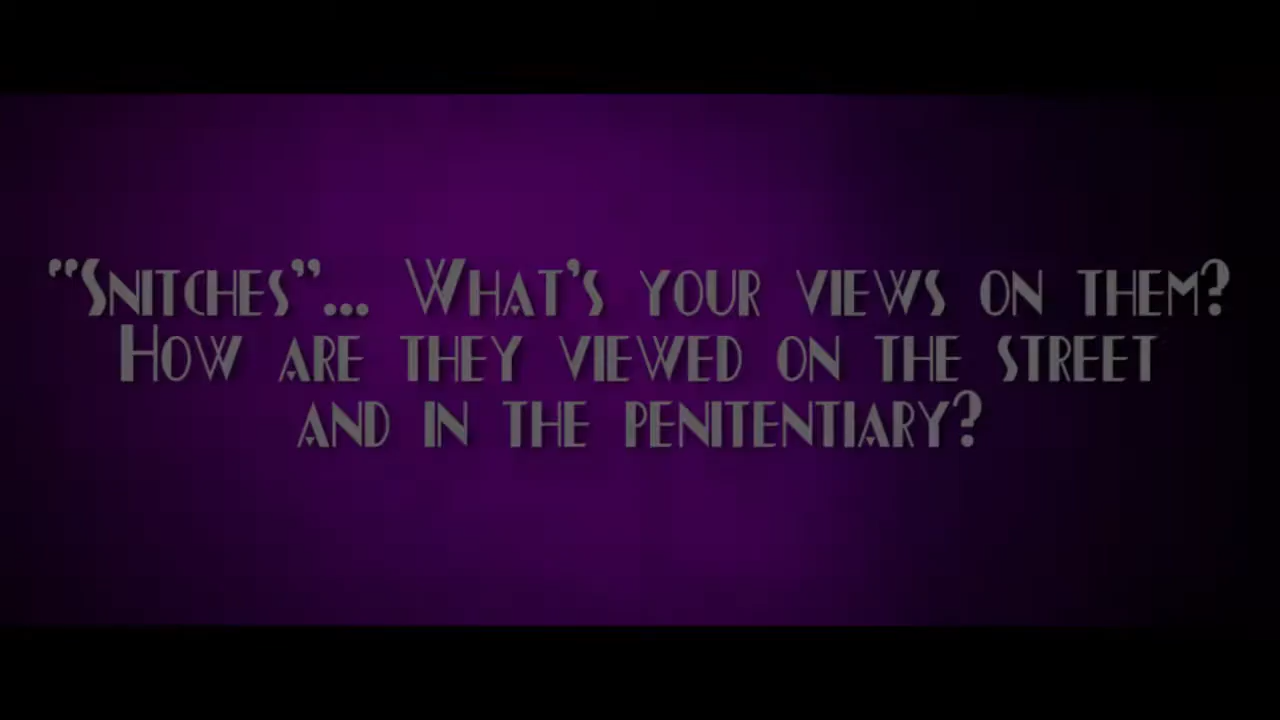 "Snitches"... What's your views on them?
How are they viewed on the street
and in the penitentiary?